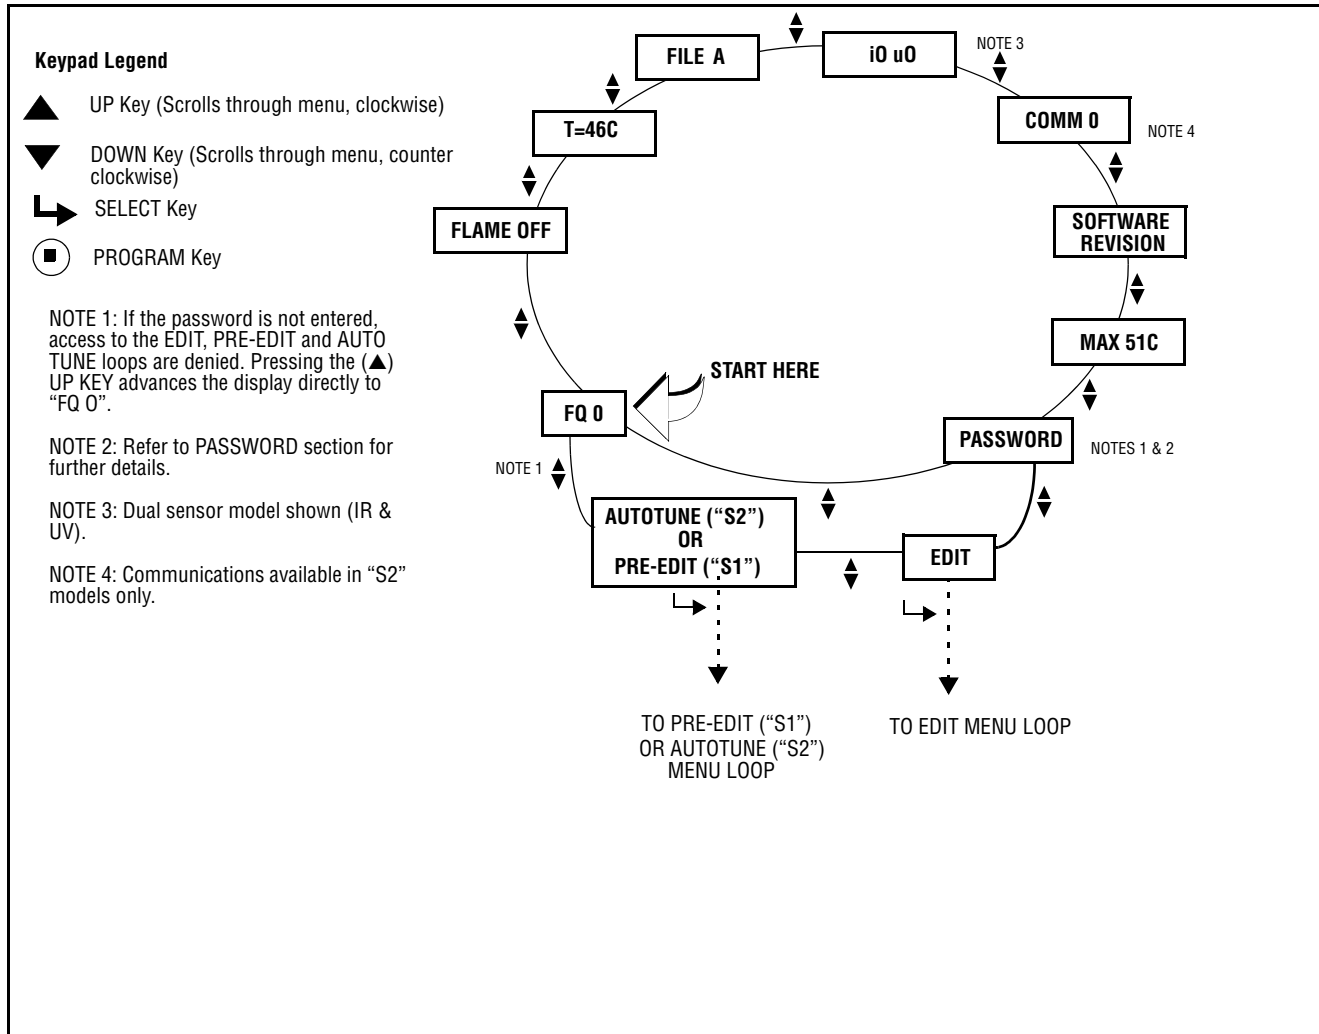 Keypad Legend
UP Key (Scrolls through menu, clockwise)
DOWN Key (Scrolls through menu, counter
clockwise)
SELECT Key
PROGRAM Key
NOTE 1: If the password is not entered,
access to the EDIT, PRE-EDIT and AUTO
TUNE loops are denied. Pressing the (▲)
UP KEY advances the display directly to
“FQ 0”.
NOTE 2: Refer to PASSWORD section for
further details.
NOTE 3: Dual sensor model shown (IR &
UV).
NOTE 4: Communications available in “S2”
models only.
FILE A
iO uO
NOTE 3
T=46C
COMM 0
NOTE 4
FLAME OFF
SOFTWARE
REVISION
MAX 51C
START HERE
FQ 0
PASSWORD
NOTES 1 & 2
NOTE 1
AUTOTUNE (“S2”)
OR
PRE-EDIT (“S1”)
EDIT
TO PRE-EDIT (“S1”)
OR AUTOTUNE (“S2”)
MENU LOOP
TO EDIT MENU LOOP